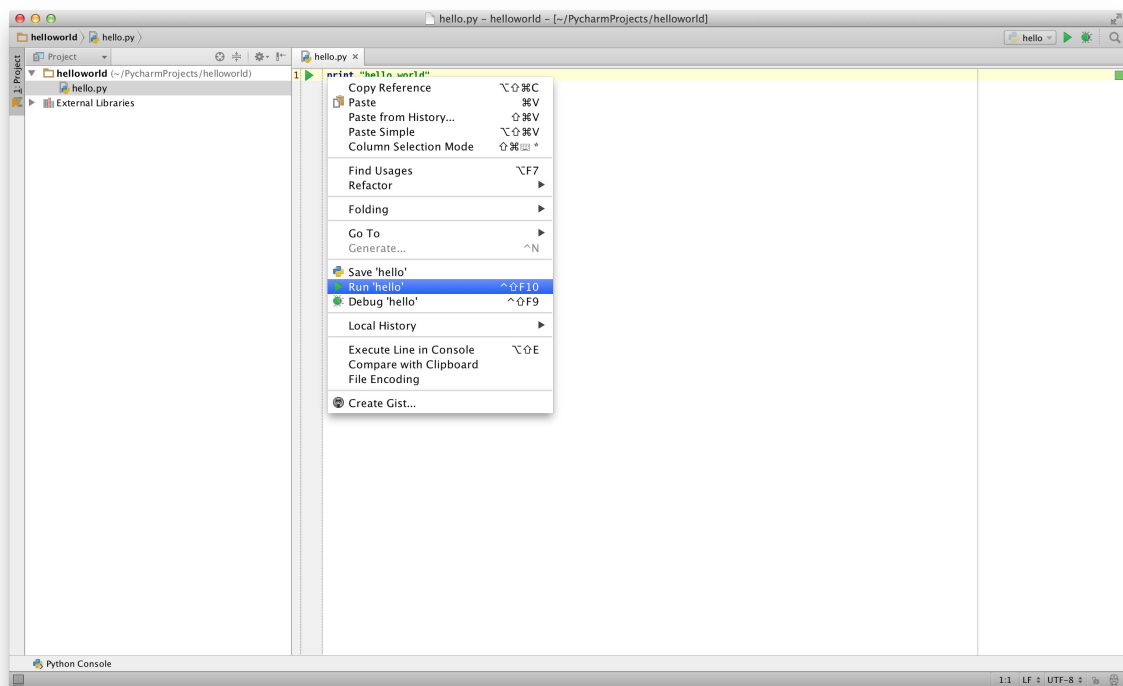 hello.py – helloworld – [~/PycharmProjects/helloworld]
helloworld hello.py hello
Project hello.py ×
1: Project
helloworld (~/PycharmProjects/helloworld)
hello.py
External Libraries
1 print "hello world"
Copy Reference ⌥⇧⌘C
Paste ⌘V
Paste from History... ⇧⌘V
Paste Simple ⌥⇧⌘V
Column Selection Mode ⇧⌘⌨ *
Find Usages ⌥F7
Refactor
Folding
Go To
Generate... ^N
Save 'hello'
Run 'hello' ^⇧F10
Debug 'hello' ^⇧F9
Local History
Execute Line in Console ⌥⇧E
Compare with Clipboard
File Encoding
Create Gist...
Python Console
1:1 LF UTF-8